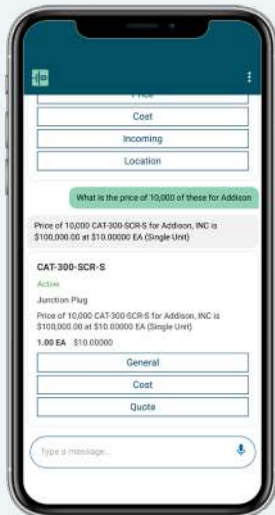 Price
Cost
Incoming
Location
What is the price of 10,000 of these for Addison
Price of 10,000 CAT-300-SCR-S for Addison, INC is
$100,000.00 at $10.00000 EA (Single Unit)
CAT-300-SCR-S
Active
Junction Plug
Price of 10,000 CAT-300-SCR-S for Addison, INC is
$100,000.00 at $10.00000 EA (Single Unit)
1.00 EA $10.00000
General
Cost
Quote
Type a message...